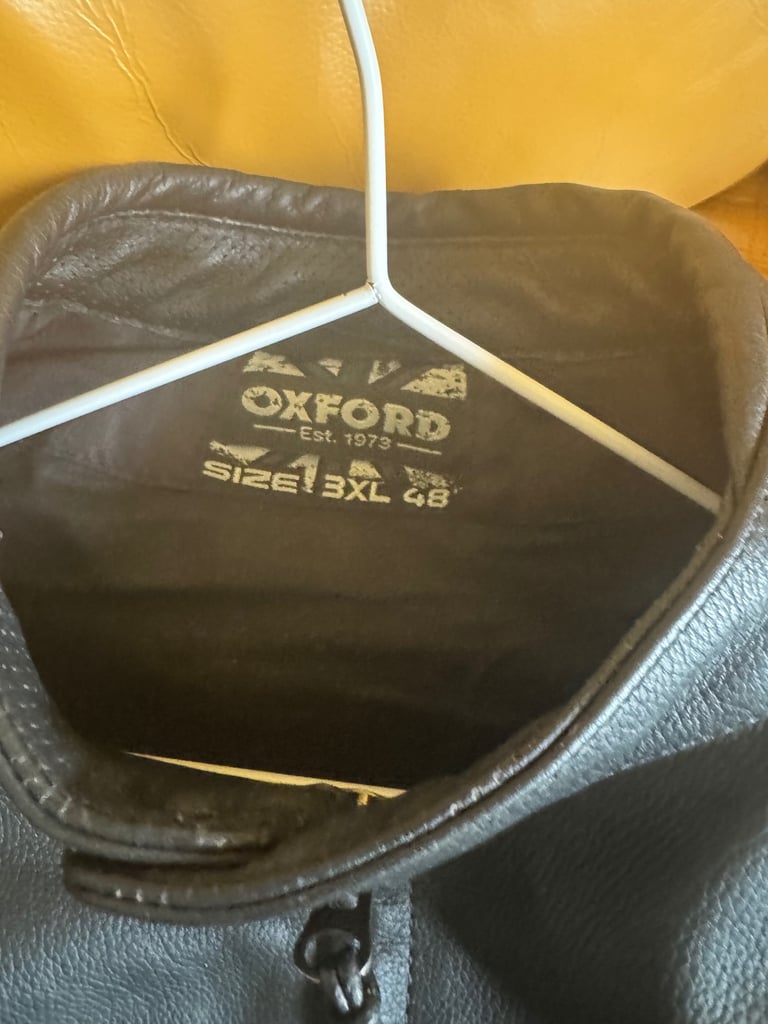 OXFORD
Est. 1973
SIZE 3XL 48